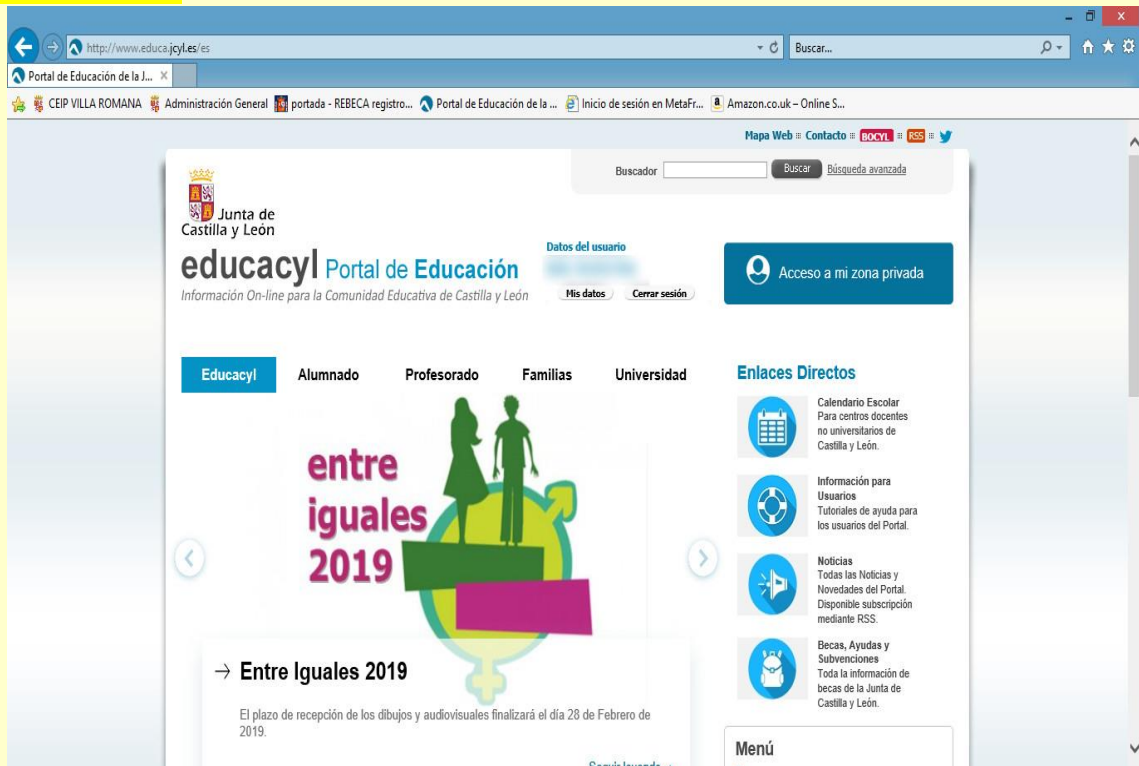 http://www.educa.jcyl.es/es
Buscar...
Portal de Educación de la J...
CEIP VILLA ROMANA Administración General portada - REBECA registro... Portal de Educación de la ... Inicio de sesión en MetaFr... Amazon.co.uk – Online S...
Mapa Web Contacto BOCYL RSS
Buscador Buscar Búsqueda avanzada
Junta de
Castilla y León
educacyl Portal de Educación
Información On-line para la Comunidad Educativa de Castilla y León
Datos del usuario
Mis datos Cerrar sesión
Acceso a mi zona privada
Educacyl Alumnado Profesorado Familias Universidad
entre
iguales
2019
→ Entre Iguales 2019
El plazo de recepción de los dibujos y audiovisuales finalizará el día 28 de Febrero de
2019.
Seguir leyendo
Enlaces Directos
Calendario Escolar
Para centros docentes
no universitarios de
Castilla y León.
Información para
Usuarios
Tutoriales de ayuda para
los usuarios del Portal.
Noticias
Todas las Noticias y
Novedades del Portal.
Disponible subscripción
mediante RSS.
Becas, Ayudas y
Subvenciones
Toda la información de
becas de la Junta de
Castilla y León.
Menú